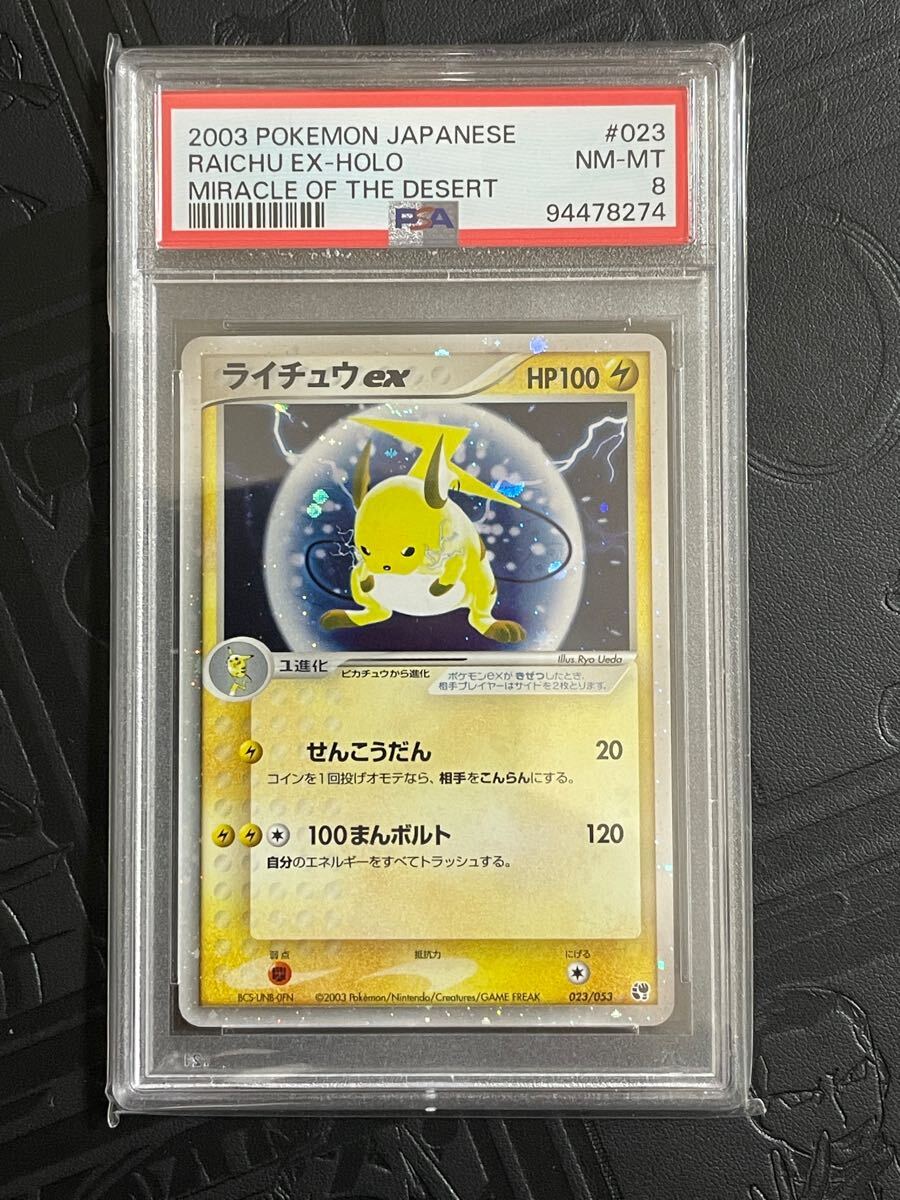 2003 POKEMON JAPANESE #023
RAICHU EX-HOLO NM-MT
MIRACLE OF THE DESERT 8
PSA 94478274
ライチュウex HP100
Illus. Ryo Ueda
1進化
ピカチュウから進化
ポケモンexがきぜつしたとき、
相手プレイヤーはサイドを2枚とります。
せんこうだん 20
コインを1回投げオモテなら、相手をこんらんにする。
100まんボルト 120
自分のエネルギーをすべてトラッシュする。
弱点 抵抗力 にげる
BCS-UNB-0FN ©2003 Pokémon/Nintendo/Creatures/GAME FREAK 023/053